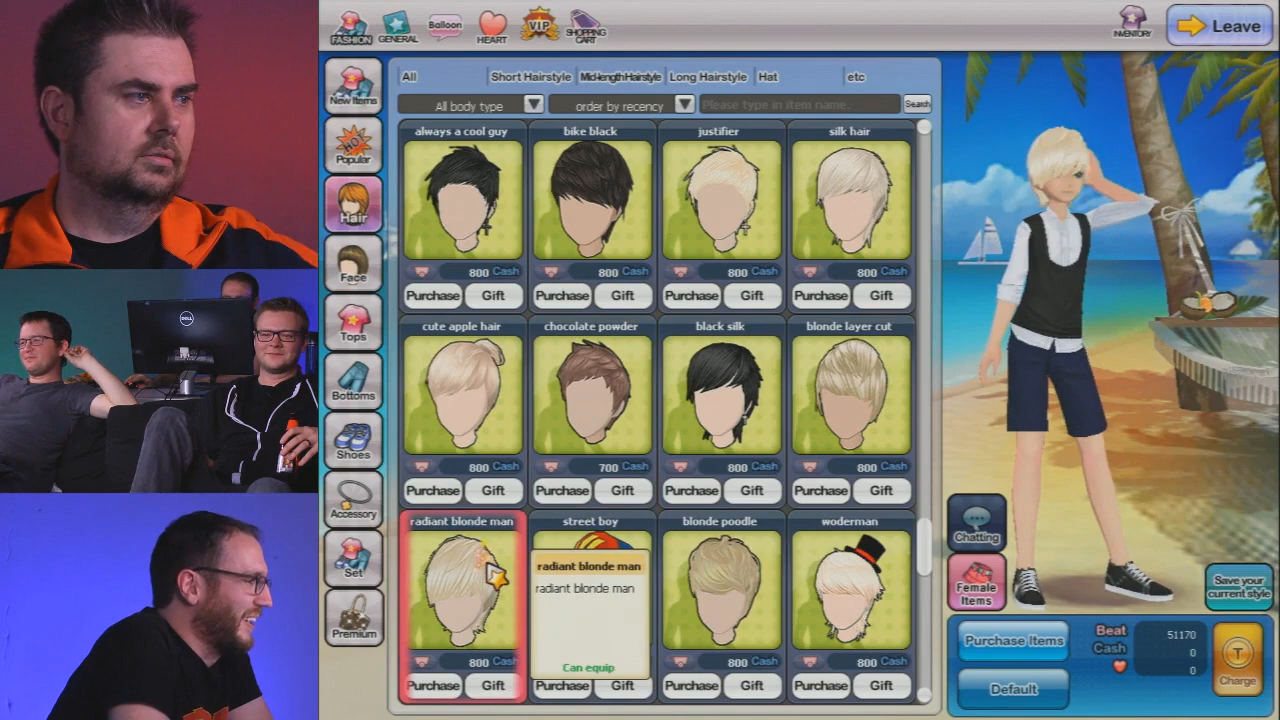 FASHION
GENERAL
Balloon
HEART
VIP
SHOPPING
CART
INVENTORY
Leave
New Items
HOT
Popular
Hair
Face
Tops
Bottoms
Shoes
Accessory
Set
Premium
All
Short Hairstyle
Mid-length Hairstyle
Long Hairstyle
Hat
etc
All body type
order by recency
Please type in item name.
Search
always a cool guy
bike black
justifier
silk hair
800 Cash
800 Cash
800 Cash
800 Cash
Purchase Gift
Purchase Gift
Purchase Gift
Purchase Gift
cute apple hair
chocolate powder
black silk
blonde layer cut
800 Cash
700 Cash
800 Cash
800 Cash
Purchase Gift
Purchase Gift
Purchase Gift
Purchase Gift
radiant blonde man
street boy
blonde poodle
woderman
radiant blonde man
radiant blonde man
Can equip
800 Cash
800 Cash
800 Cash
Purchase Gift
Purchase Gift
Purchase Gift
Purchase Gift
Chatting
Female
Items
Save your
current style
Purchase Items
Default
Beat 51170
Cash 0
0
T
Charge
DELL